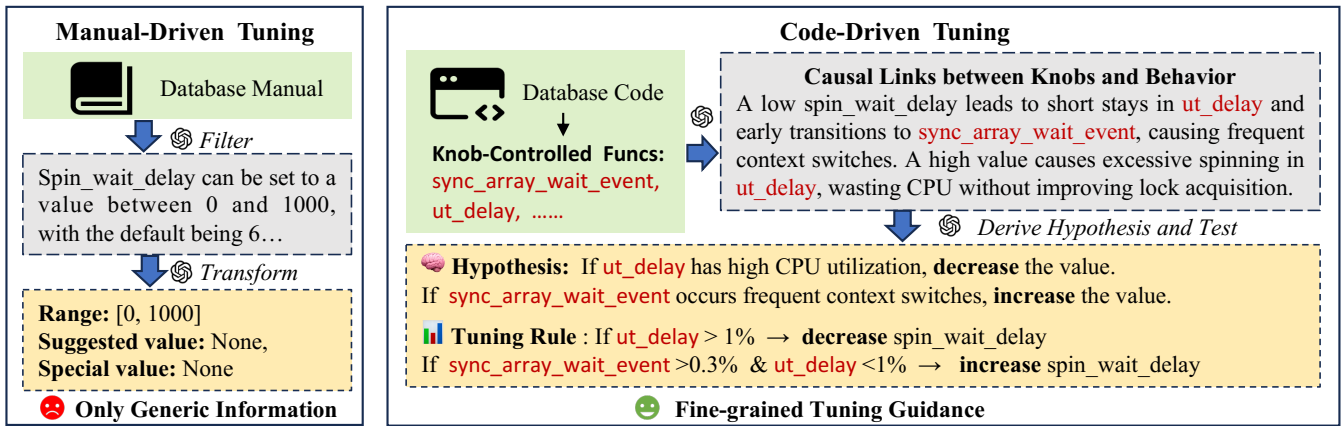 Manual-Driven Tuning
Database Manual
Filter
Spin_wait_delay can be set to a
value between 0 and 1000,
with the default being 6…
Transform
Range: [0, 1000]
Suggested value: None,
Special value: None
Only Generic Information
Code-Driven Tuning
Database Code
Knob-Controlled Funcs:
sync_array_wait_event,
ut_delay, ……
Causal Links between Knobs and Behavior
A low spin_wait_delay leads to short stays in ut_delay and
early transitions to sync_array_wait_event, causing frequent
context switches. A high value causes excessive spinning in
ut_delay, wasting CPU without improving lock acquisition.
Derive Hypothesis and Test
Hypothesis: If ut_delay has high CPU utilization, decrease the value.
If sync_array_wait_event occurs frequent context switches, increase the value.
Tuning Rule : If ut_delay > 1% → decrease spin_wait_delay
If sync_array_wait_event >0.3% & ut_delay <1% → increase spin_wait_delay
Fine-grained Tuning Guidance